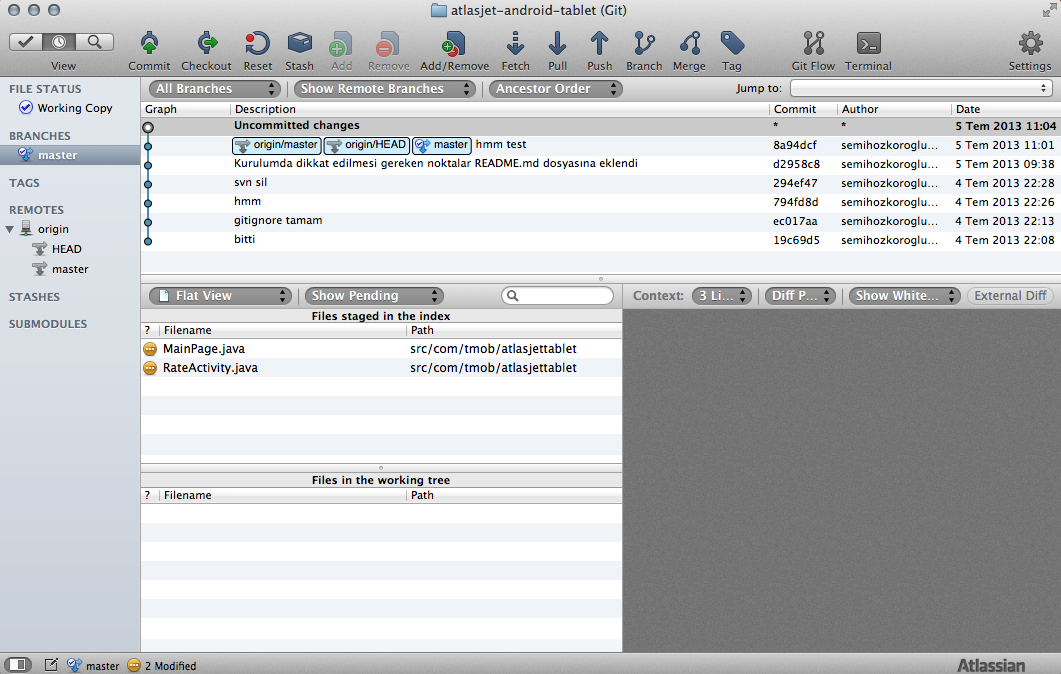 atlasjet-android-tablet (Git)
View Commit Checkout Reset Stash Add Remove Add/Remove Fetch Pull Push Branch Merge Tag Git Flow Terminal Settings
FILE STATUS
Working Copy
BRANCHES
master
TAGS
REMOTES
origin
HEAD
master
STASHES
SUBMODULES
All Branches Show Remote Branches Ancestor Order Jump to:
Graph Description Commit Author Date
Uncommitted changes * * 5 Tem 2013 11:04
origin/master origin/HEAD master hmm test 8a94dcf semihozkoroglu... 5 Tem 2013 11:01
Kurulumda dikkat edilmesi gereken noktalar README.md dosyasına eklendi d2958c8 semihozkoroglu... 5 Tem 2013 09:38
svn sil 294ef47 semihozkoroglu... 4 Tem 2013 22:28
hmm 794fd8d semihozkoroglu... 4 Tem 2013 22:26
gitignore tamam ec017aa semihozkoroglu... 4 Tem 2013 22:13
bitti 19c69d5 semihozkoroglu... 4 Tem 2013 22:08
Flat View Show Pending
Files staged in the index
? Filename Path
MainPage.java src/com/tmob/atlasjettablet
RateActivity.java src/com/tmob/atlasjettablet
Files in the working tree
? Filename Path
Context: 3 Li... Diff P... Show White... External Diff
master 2 Modified
Atlassian